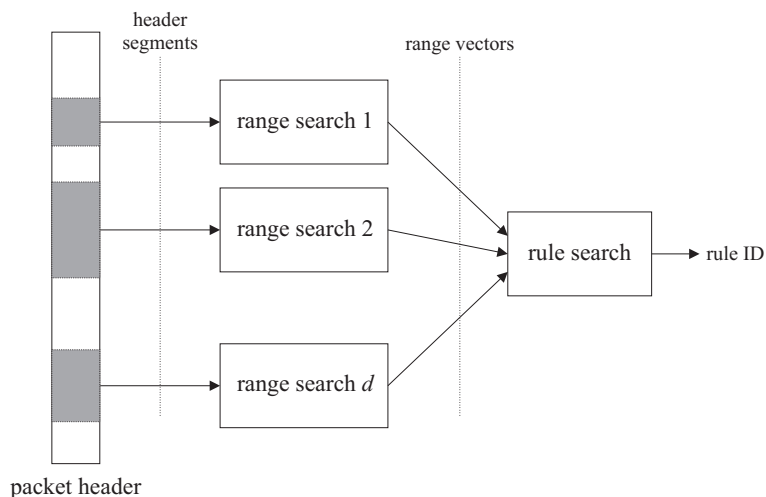 header
segments
range vectors
range search 1
range search 2
rule search
rule ID
range search d
packet header